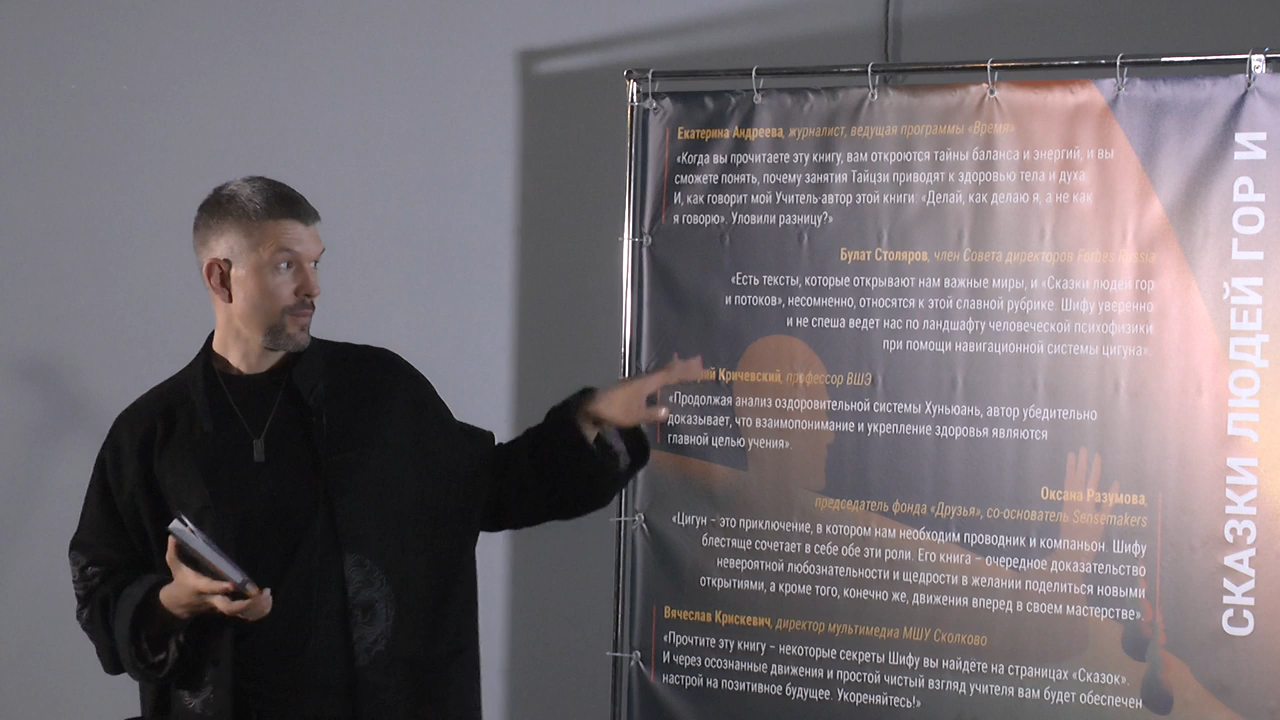 Екатерина Андреева, журналист, ведущая программы «Время»
«Когда вы прочитаете эту книгу, вам откроются тайны баланса и энергий, и вы
сможете понять, почему занятия Тайцзи приводят к здоровью тела и духа
И, как говорит мой Учитель-автор этой книги: «Делай, как делаю я, а не как
я говорю». Уловили разницу?»
Булат Столяров, член Совета директоров Forbes Russia
«Есть тексты, которые открывают нам важные миры, и «Сказки людей гор
и потоков», несомненно, относятся к этой славной рубрике. Шифу уверенно
и не спеша ведет нас по ландшафту человеческой психофизики
при помощи навигационной системы цигуна».
Кричевский, профессор ВШЭ
«Продолжая анализ оздоровительной системы Хуньюань, автор убедительно
доказывает, что взаимопонимание и укрепление здоровья являются
главной целью учения».
Оксана Разумова,
председатель фонда «Друзья», со-основатель Sensemakers
«Цигун – это приключение, в котором нам необходим проводник и компаньон. Шифу
блестяще сочетает в себе обе эти роли. Его книга – очередное доказательство
невероятной любознательности и щедрости в желании поделиться новыми
открытиями, а кроме того, конечно же, движения вперед в своем мастерстве».
Вячеслав Крискевич, директор мультимедиа МШУ Сколково
«Прочтите эту книгу – некоторые секреты Шифу вы найдёте на страницах «Сказок».
И через осознанные движения и простой чистый взгляд учителя вам будет обеспечен
настрой на позитивное будущее. Укореняйтесь!»
СКАЗКИ ЛЮДЕЙ ГОР И